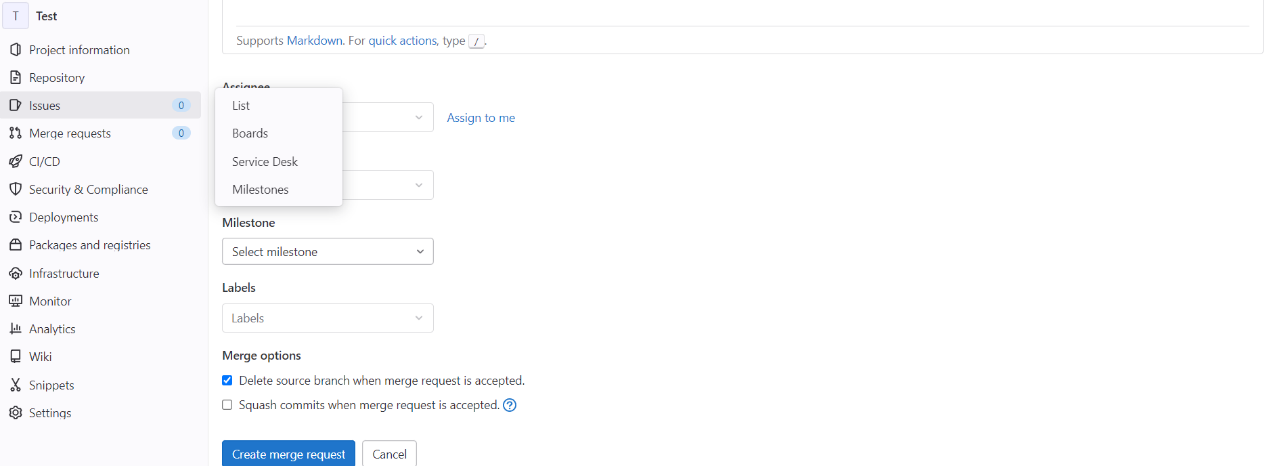 T Test
Project information
Repository
Issues 0
Merge requests 0
CI/CD
Security & Compliance
Deployments
Packages and registries
Infrastructure
Monitor
Analytics
Wiki
Snippets
Settings
List
Boards
Service Desk
Milestones
Supports Markdown. For quick actions, type /.
Assignee
Assign to me
Milestone
Select milestone
Labels
Labels
Merge options
Delete source branch when merge request is accepted.
Squash commits when merge request is accepted. ?
Create merge request Cancel